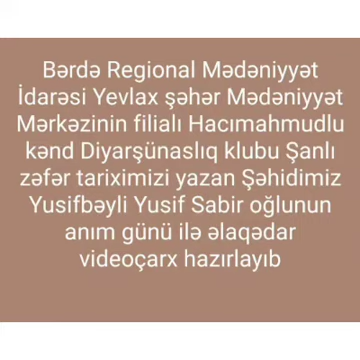 Bərdə Regional Mədəniyyət
İdarəsi Yevlax şəhər Mədəniyyət
Mərkəzinin filialı Hacımahmudlu
kənd Diyarşünaslıq klubu Şanlı
zəfər tariximizi yazan Şəhidimiz
Yusifbəyli Yusif Sabir oğlunun
anım günü ilə əlaqədar
videoçarx hazırlayıb